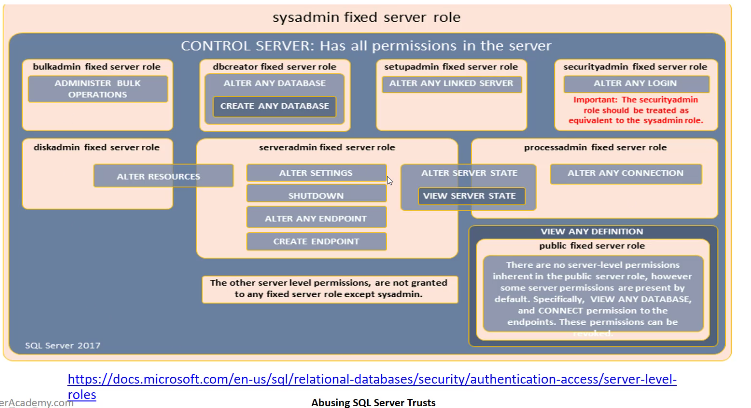 sysadmin fixed server role
CONTROL SERVER: Has all permissions in the server
bulkadmin fixed server role
ADMINISTER BULK
OPERATIONS
dbcreator fixed server role
ALTER ANY DATABASE
CREATE ANY DATABASE
setupadmin fixed server role
ALTER ANY LINKED SERVER
securityadmin fixed server role
ALTER ANY LOGIN
Important: The securityadmin
role should be treated as
equivalent to the sysadmin role.
diskadmin fixed server role
ALTER RESOURCES
serveradmin fixed server role
ALTER SETTINGS
SHUTDOWN
ALTER ANY ENDPOINT
CREATE ENDPOINT
ALTER SERVER STATE
VIEW SERVER STATE
processadmin fixed server role
ALTER ANY CONNECTION
VIEW ANY DEFINITION
public fixed server role
There are no server-level permissions
inherent in the public server role, however
some server permissions are present by
default. Specifically, VIEW ANY DATABASE,
and CONNECT permission to the
endpoints. These permissions can be
The other server level permissions, are not granted
to any fixed server role except sysadmin.
SQL Server 2017
https://docs.microsoft.com/en-us/sql/relational-databases/security/authentication-access/server-level-
roles
erAcademy.com
Abusing SQL Server Trusts